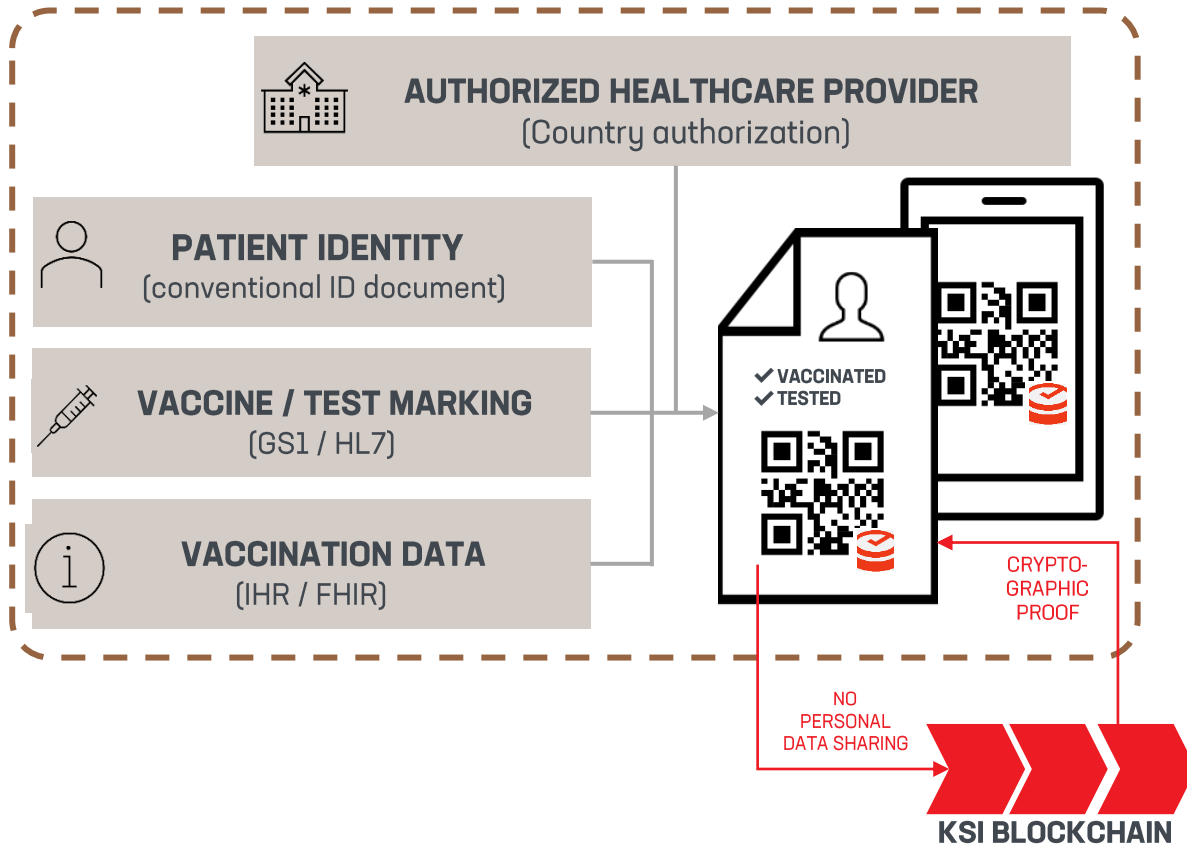 AUTHORIZED HEALTHCARE PROVIDER
(Country authorization)
PATIENT IDENTITY
(conventional ID document)
VACCINE / TEST MARKING
(GS1 / HL7)
VACCINATION DATA
(IHR / FHIR)
VACCINATED
TESTED
CRYPTO-
GRAPHIC
PROOF
NO
PERSONAL
DATA SHARING
KSI BLOCKCHAIN